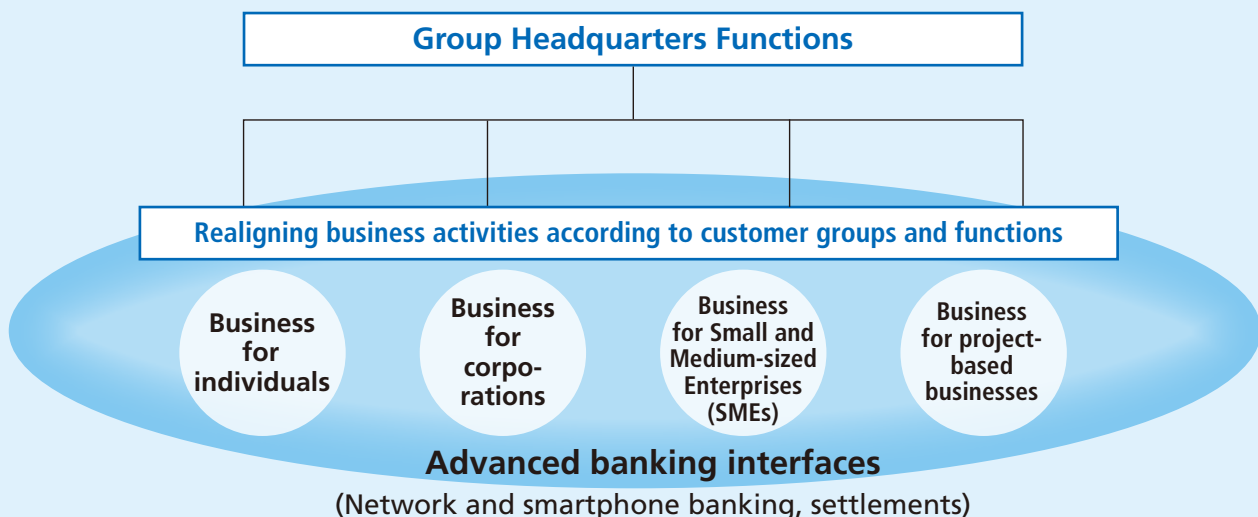 Group Headquarters Functions
Realigning business activities according to customer groups and functions
Business
for
individuals
Business
for
corpo-
rations
Business
for Small and
Medium-sized
Enterprises
(SMEs)
Business
for project-
based
businesses
Advanced banking interfaces
(Network and smartphone banking, settlements)